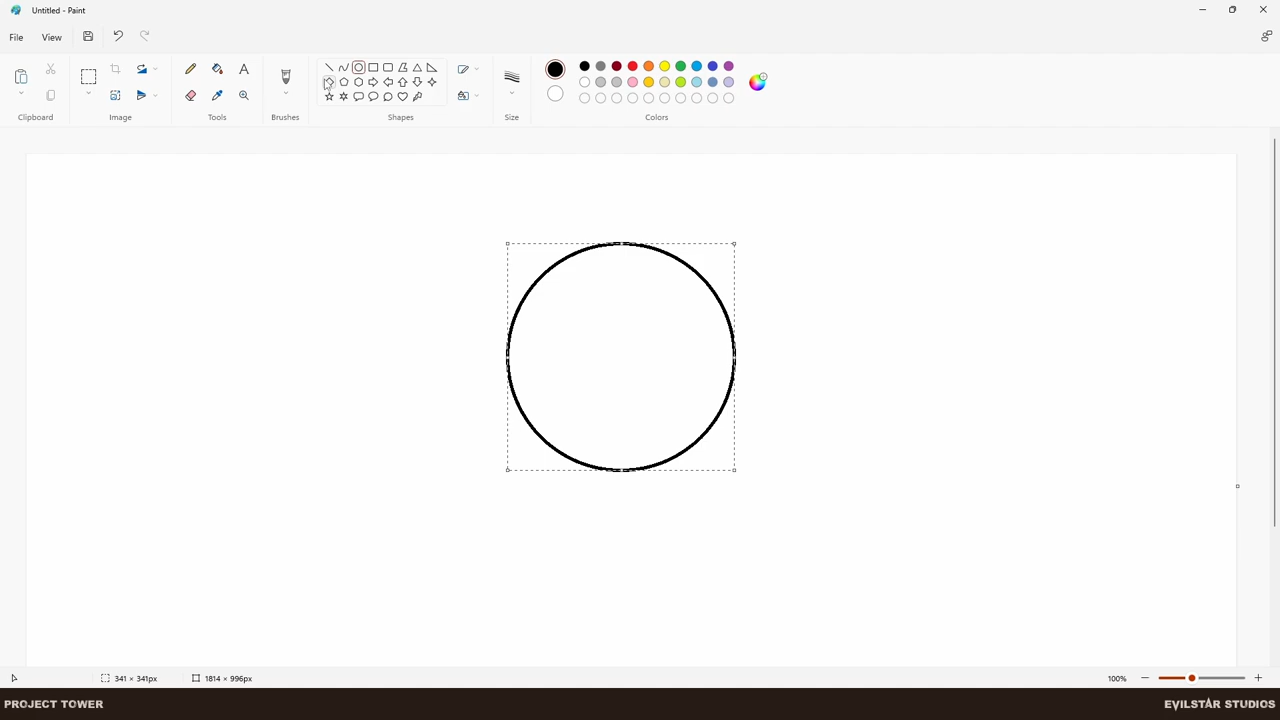 Untitled - Paint
File View
Clipboard Image Tools Brushes Shapes Size Colors
341 × 341px 1814 × 996px 100%
PROJECT TOWER EVILSTAR STUDIOS